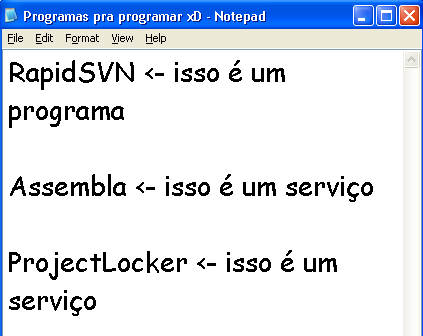 Programas pra programar xD - Notepad
File Edit Format View Help
RapidSVN <- isso é um
programa
Assembla <- isso é um serviço
ProjectLocker <- isso é um
serviço